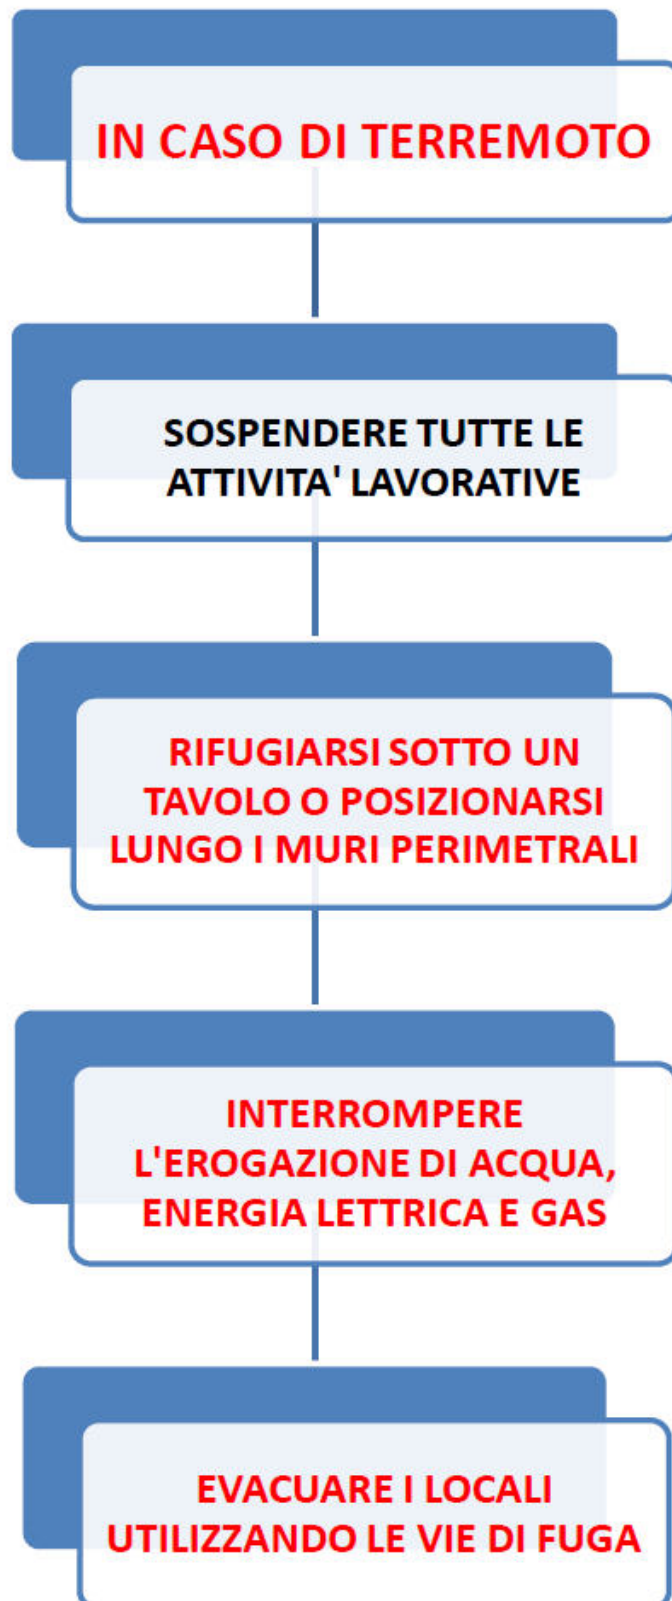 IN CASO DI TERREMOTO
SOSPENDERE TUTTE LE
ATTIVITA' LAVORATIVE
RIFUGIARSI SOTTO UN
TAVOLO O POSIZIONARSI
LUNGO I MURI PERIMETRALI
INTERROMPERE
L'EROGAZIONE DI ACQUA,
ENERGIA LETTRICA E GAS
EVACUARE I LOCALI
UTILIZZANDO LE VIE DI FUGA